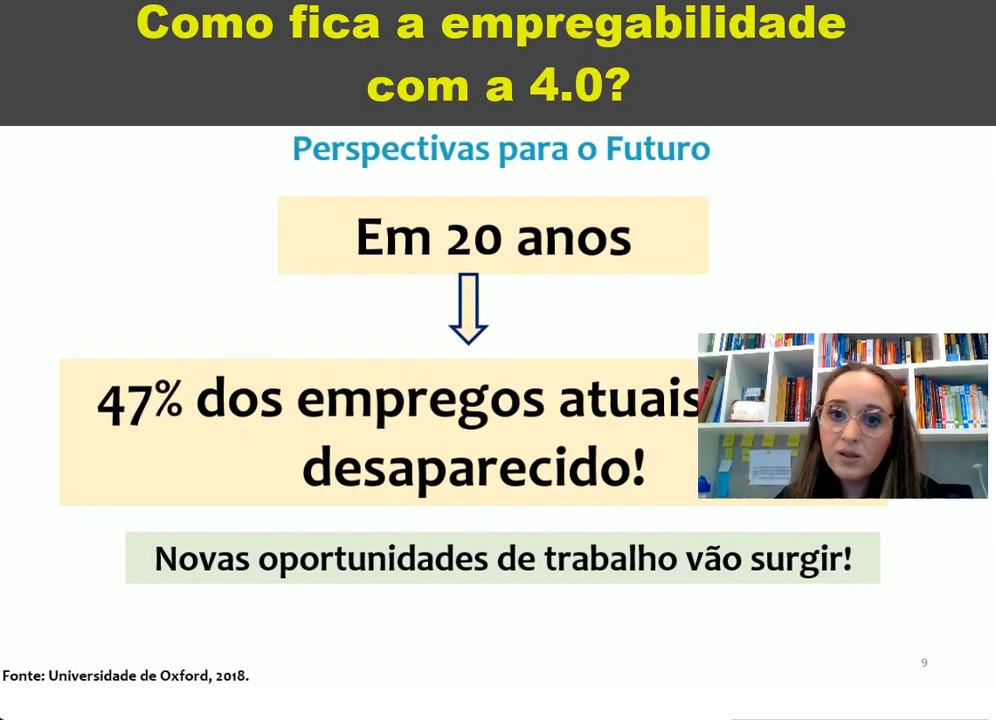 Como fica a empregabilidade
com a 4.0?
Perspectivas para o Futuro
Em 20 anos
47% dos empregos atuais
desaparecido!
Novas oportunidades de trabalho vão surgir!
9
Fonte: Universidade de Oxford, 2018.